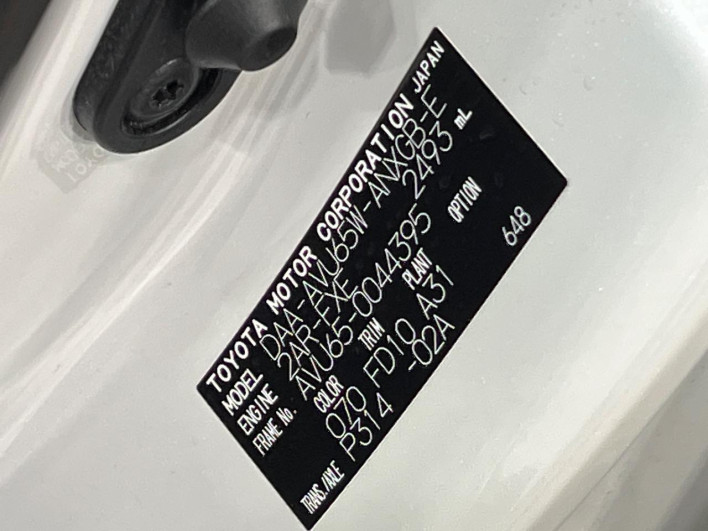 TOYOTA MOTOR CORPORATION JAPAN
MODEL DAA-AVU65W-ANXGB-E
ENGINE 2AR-FXE 2493 mL
FRAME No. AVU65-0044395
COLOR TRIM PLANT OPTION
070 FD10 A31
TRANS./AXLE P314 -02A 648